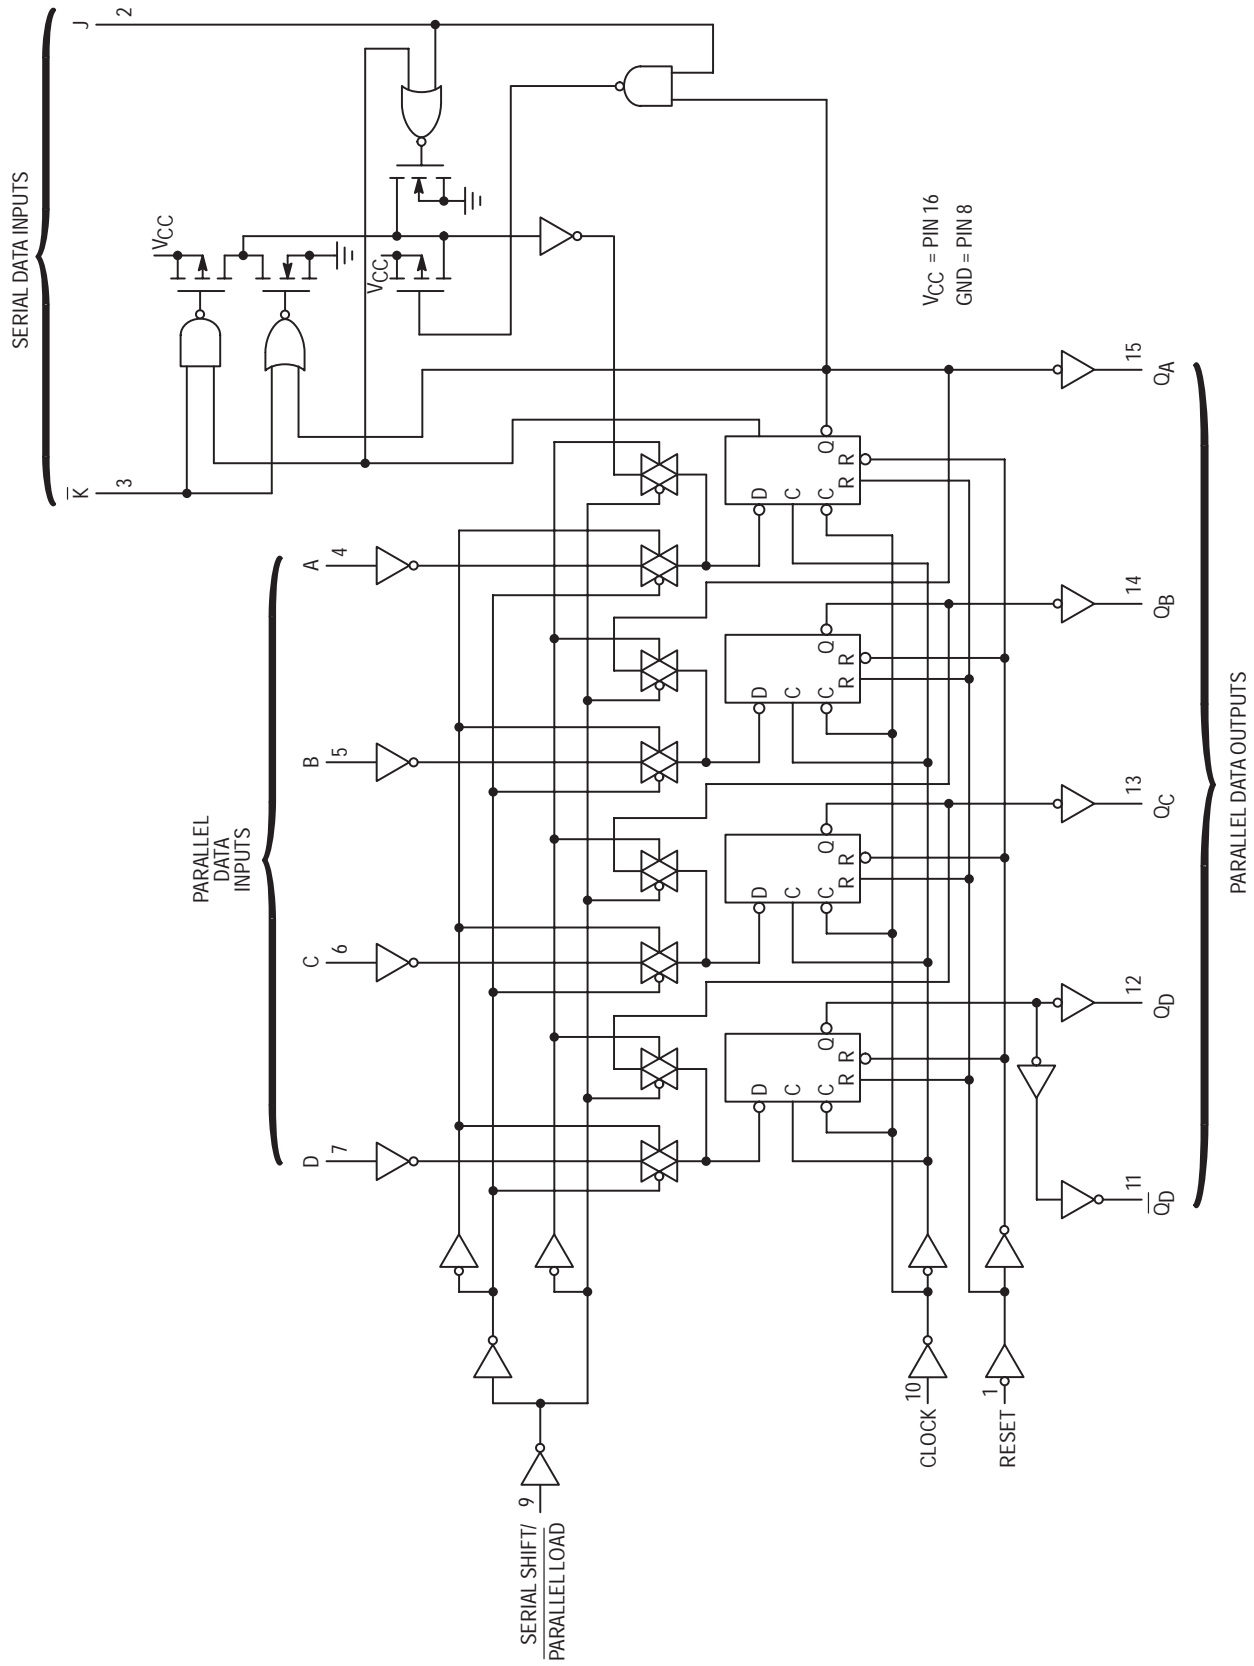 SERIAL SHIFT/
PARALLEL LOAD
9
PARALLEL
DATA
INPUTS
D
7
C
6
B
5
A
4
SERIAL DATA INPUTS
K
3
J
2
VCC
VCC
D
C
C
R
R
Q
D
C
C
R
R
Q
D
C
C
R
R
Q
D
C
C
R
R
Q
CLOCK
10
RESET
1
VCC = PIN 16
GND = PIN 8
11
QD
12
QD
13
QC
14
QB
15
QA
PARALLEL DATA OUTPUTS